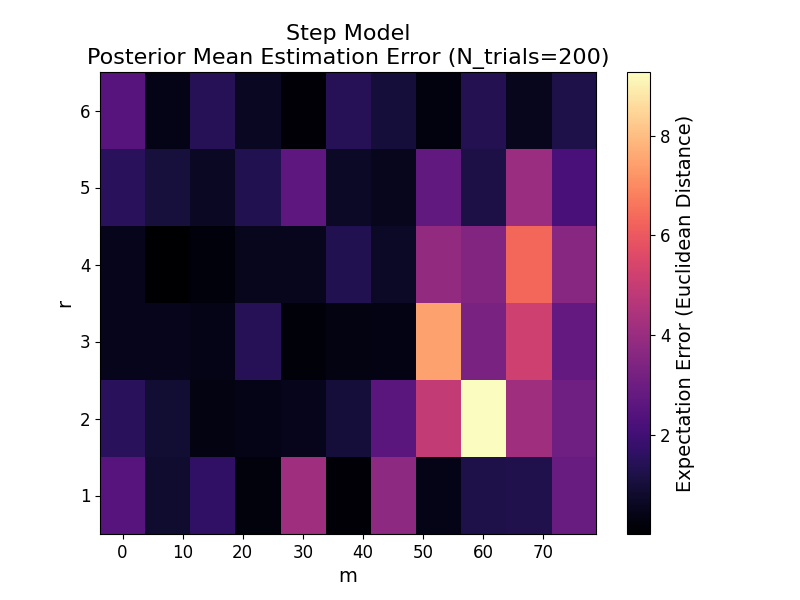 Step Model
Posterior Mean Estimation Error (N_trials=200)
6
5
4
3
2
1
r
0 10 20 30 40 50 60 70
m
8
6
4
2
Expectation Error (Euclidean Distance)